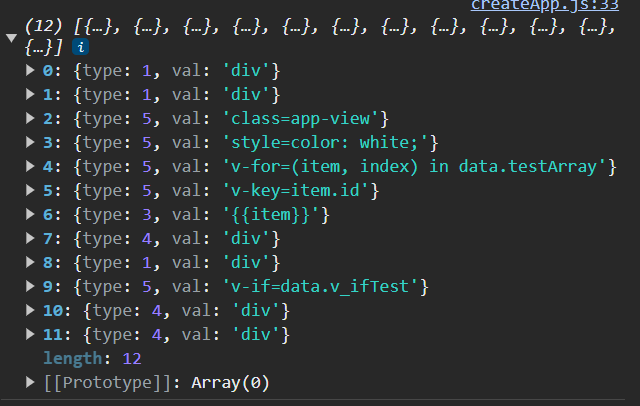 createApp.js:33
(12) [{…}, {…}, {…}, {…}, {…}, {…}, {…}, {…}, {…}, {…}, {…},
{…}] i
0: {type: 1, val: 'div'}
1: {type: 1, val: 'div'}
2: {type: 5, val: 'class=app-view'}
3: {type: 5, val: 'style=color: white;'}
4: {type: 5, val: 'v-for=(item, index) in data.testArray'}
5: {type: 5, val: 'v-key=item.id'}
6: {type: 3, val: '{{item}}'}
7: {type: 4, val: 'div'}
8: {type: 1, val: 'div'}
9: {type: 5, val: 'v-if=data.v_ifTest'}
10: {type: 4, val: 'div'}
11: {type: 4, val: 'div'}
length: 12
[[Prototype]]: Array(0)